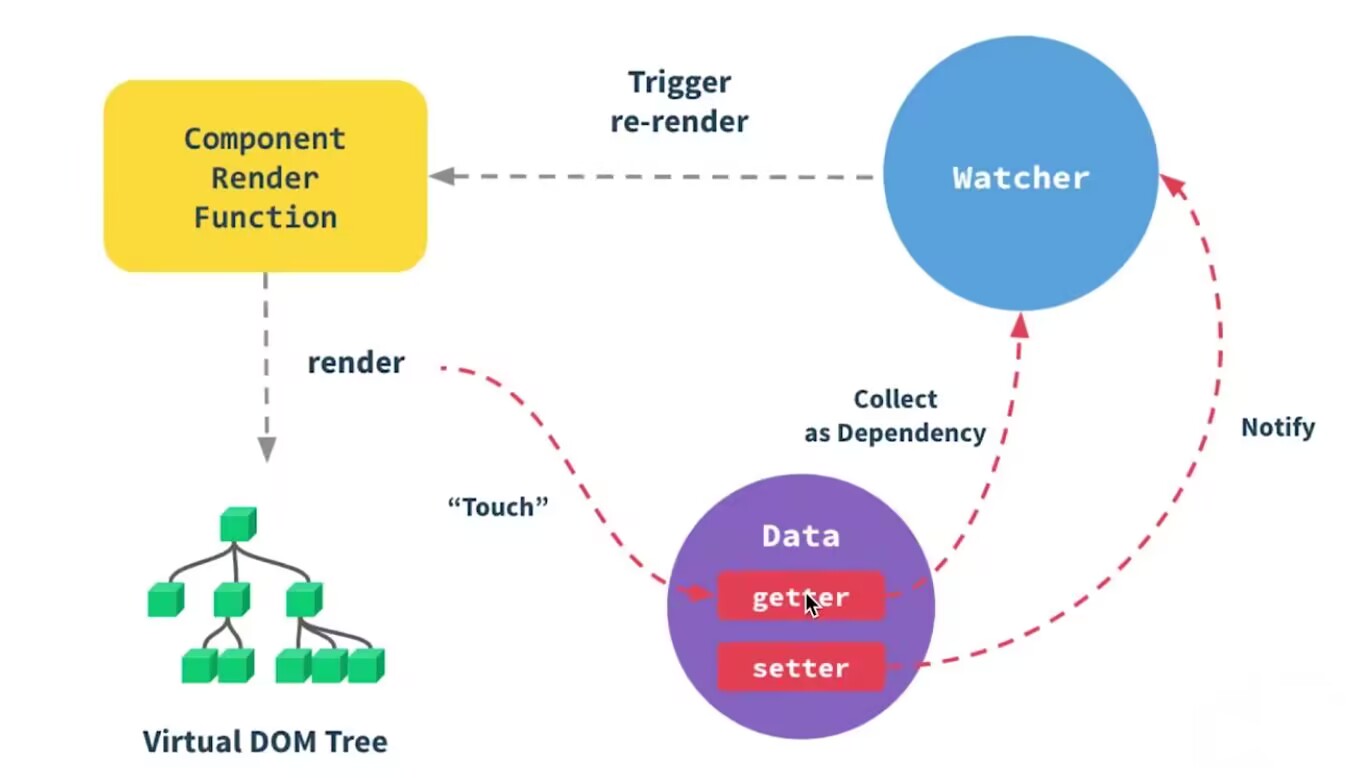 Component
Render
Function
Trigger
re-render
Watcher
render
“Touch”
Collect
as Dependency
Notify
Data
getter
setter
Virtual DOM Tree